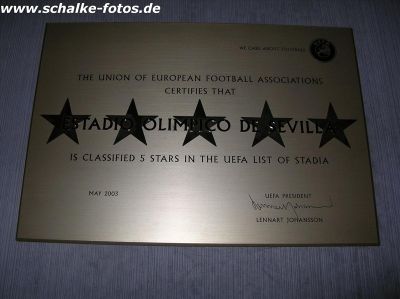 www.schalke-fotos.de
WE CARE ABOUT FOOTBALL
THE UNION OF EUROPEAN FOOTBALL ASSOCIATIONS
CERTIFIES THAT
ESTADIO OLIMPICO DE SEVILLA
IS CLASSIFIED 5 STARS IN THE UEFA LIST OF STADIA
MAY 2003
UEFA PRESIDENT
LENNART JOHANSSON